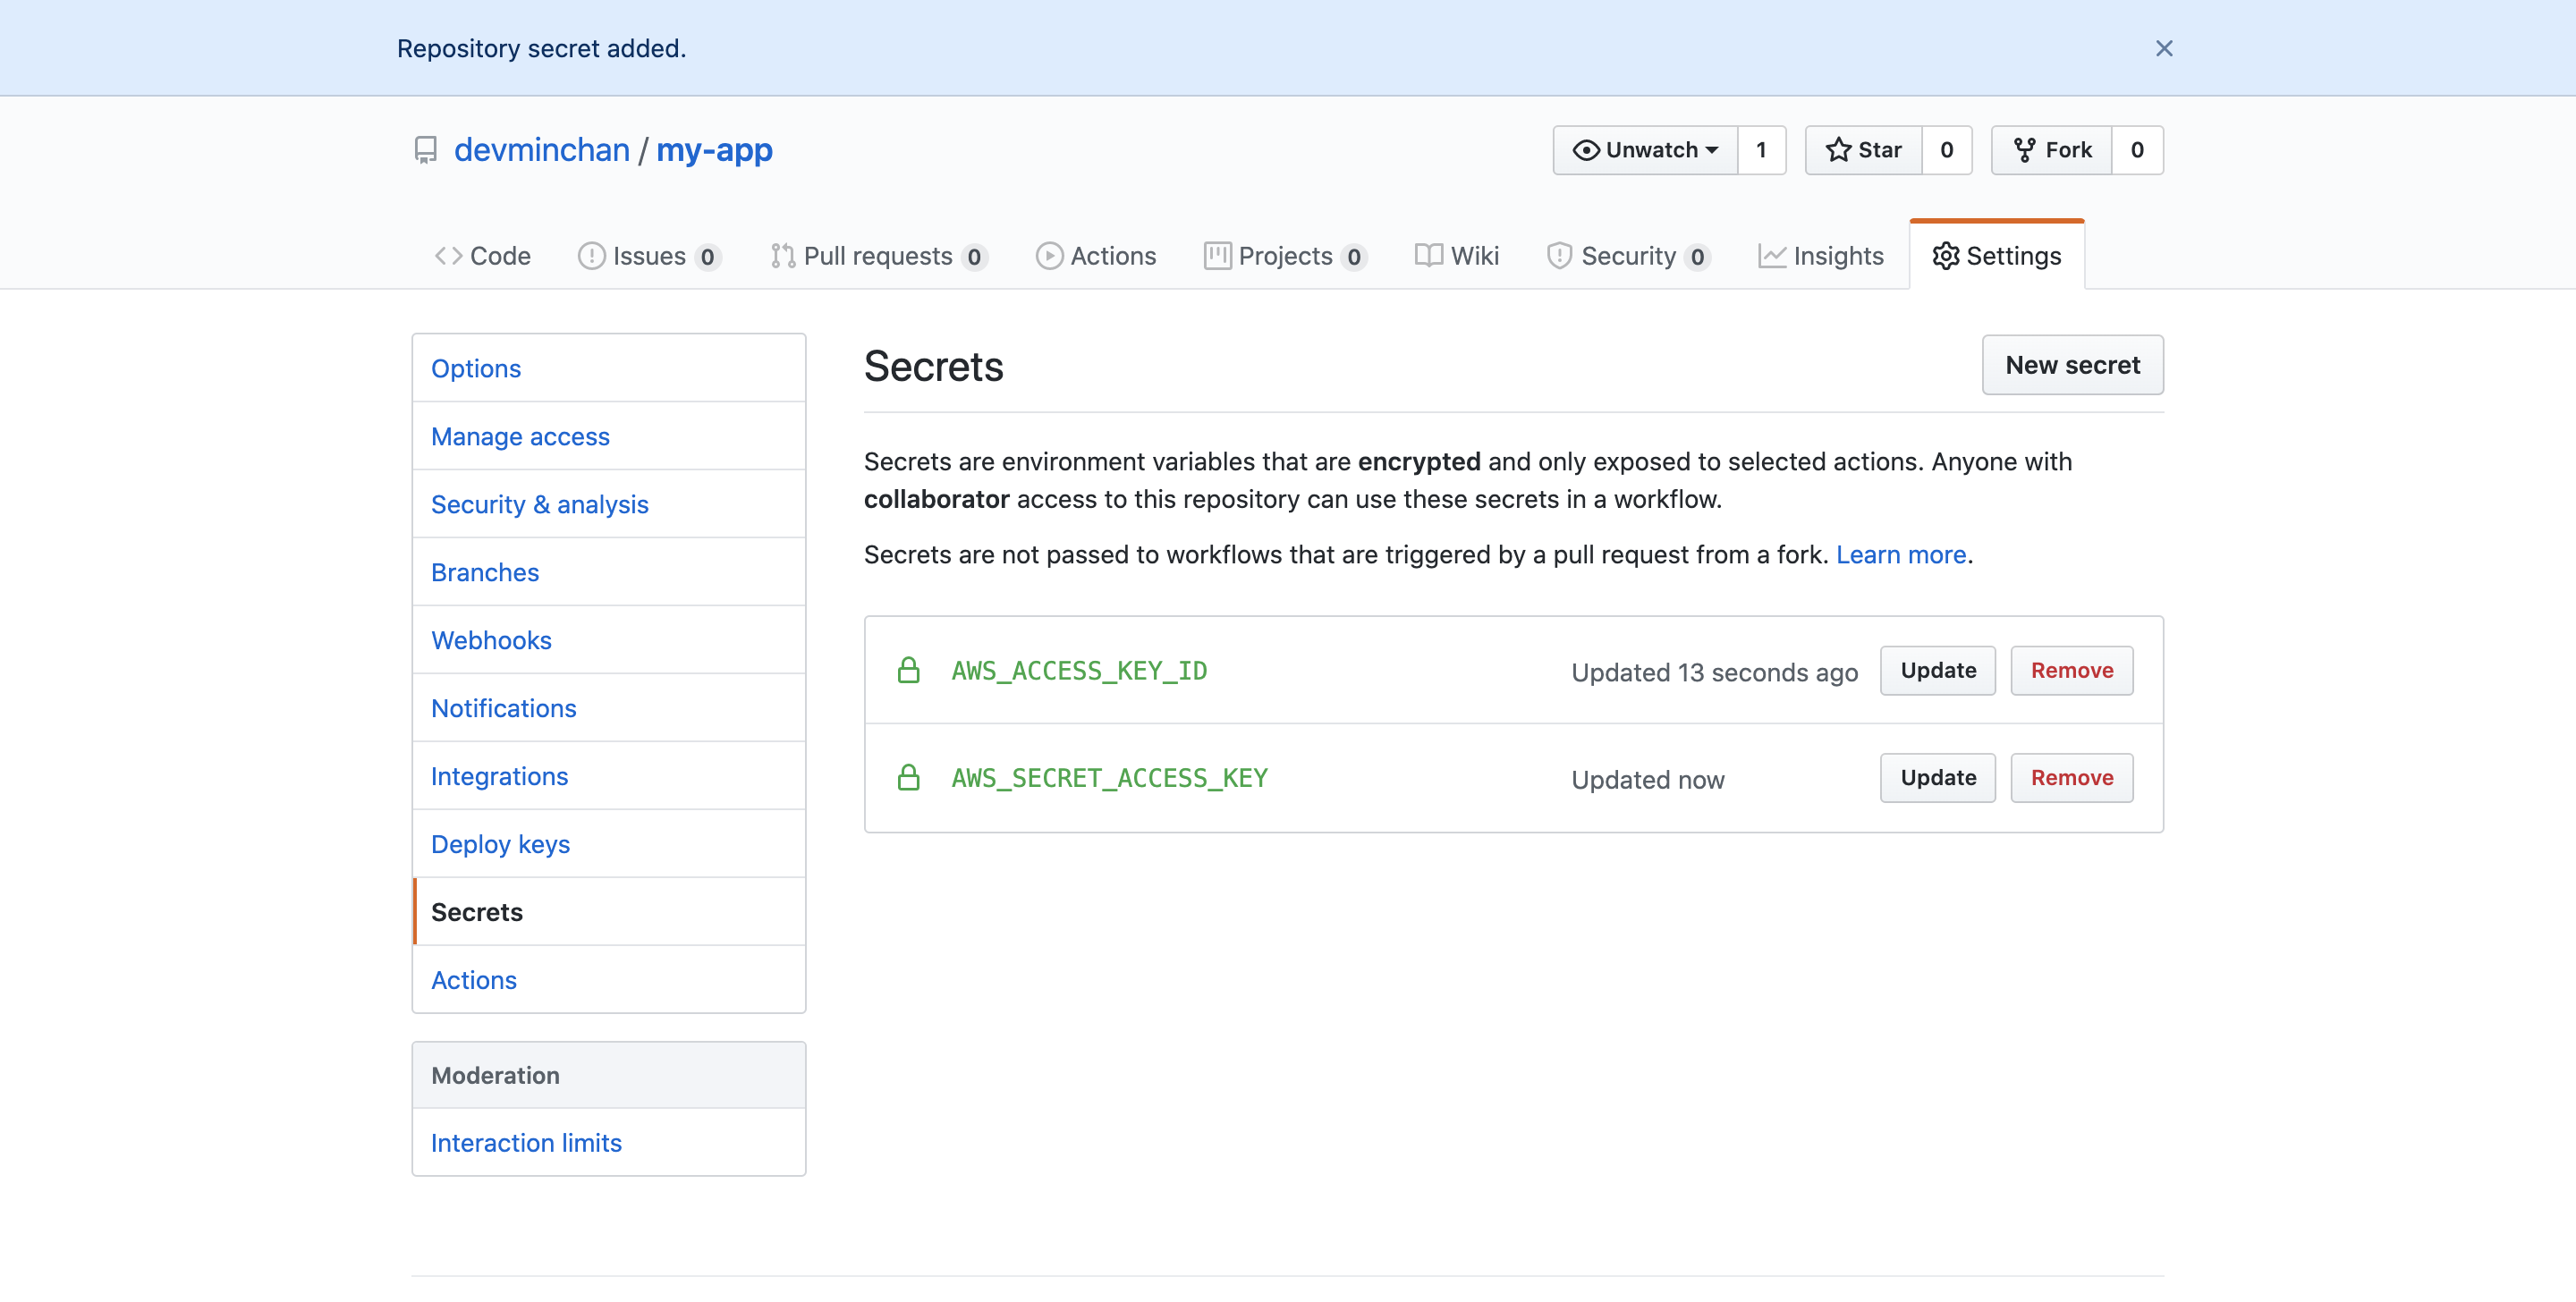 Repository secret added.
devminchan / my-app
Unwatch 1 Star 0 Fork 0
Code Issues 0 Pull requests 0 Actions Projects 0 Wiki Security 0 Insights Settings
Options
Manage access
Security & analysis
Branches
Webhooks
Notifications
Integrations
Deploy keys
Secrets
Actions
Moderation
Interaction limits
Secrets
New secret
Secrets are environment variables that are encrypted and only exposed to selected actions. Anyone with
collaborator access to this repository can use these secrets in a workflow.
Secrets are not passed to workflows that are triggered by a pull request from a fork. Learn more.
AWS_ACCESS_KEY_ID Updated 13 seconds ago Update Remove
AWS_SECRET_ACCESS_KEY Updated now Update Remove